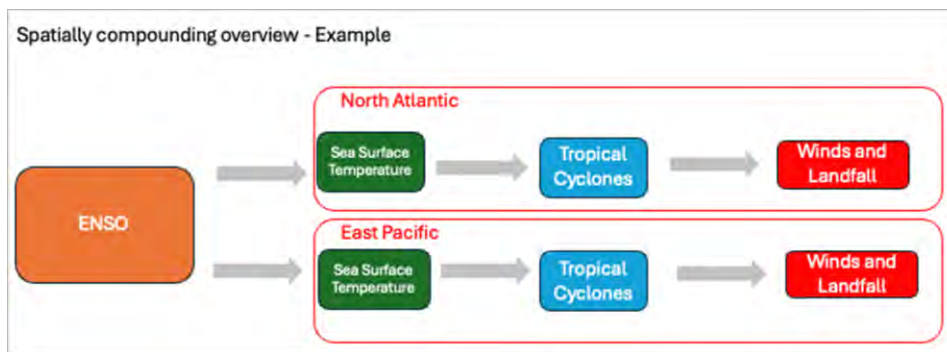 Spatially compounding overview - Example
North Atlantic
Sea Surface
Temperature
Tropical
Cyclones
Winds and
Landfall
ENSO
East Pacific
Sea Surface
Temperature
Tropical
Cyclones
Winds and
Landfall